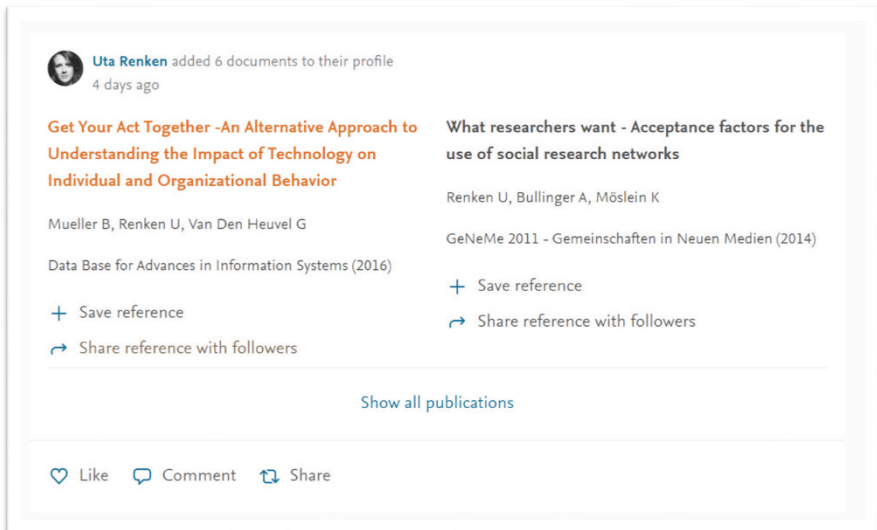 Uta Renken added 6 documents to their profile
4 days ago
Get Your Act Together -An Alternative Approach to
Understanding the Impact of Technology on
Individual and Organizational Behavior
Mueller B, Renken U, Van Den Heuvel G
Data Base for Advances in Information Systems (2016)
Save reference
Share reference with followers
What researchers want - Acceptance factors for the
use of social research networks
Renken U, Bullinger A, Möslein K
GeNeMe 2011 - Gemeinschaften in Neuen Medien (2014)
Save reference
Share reference with followers
Show all publications
Like Comment Share